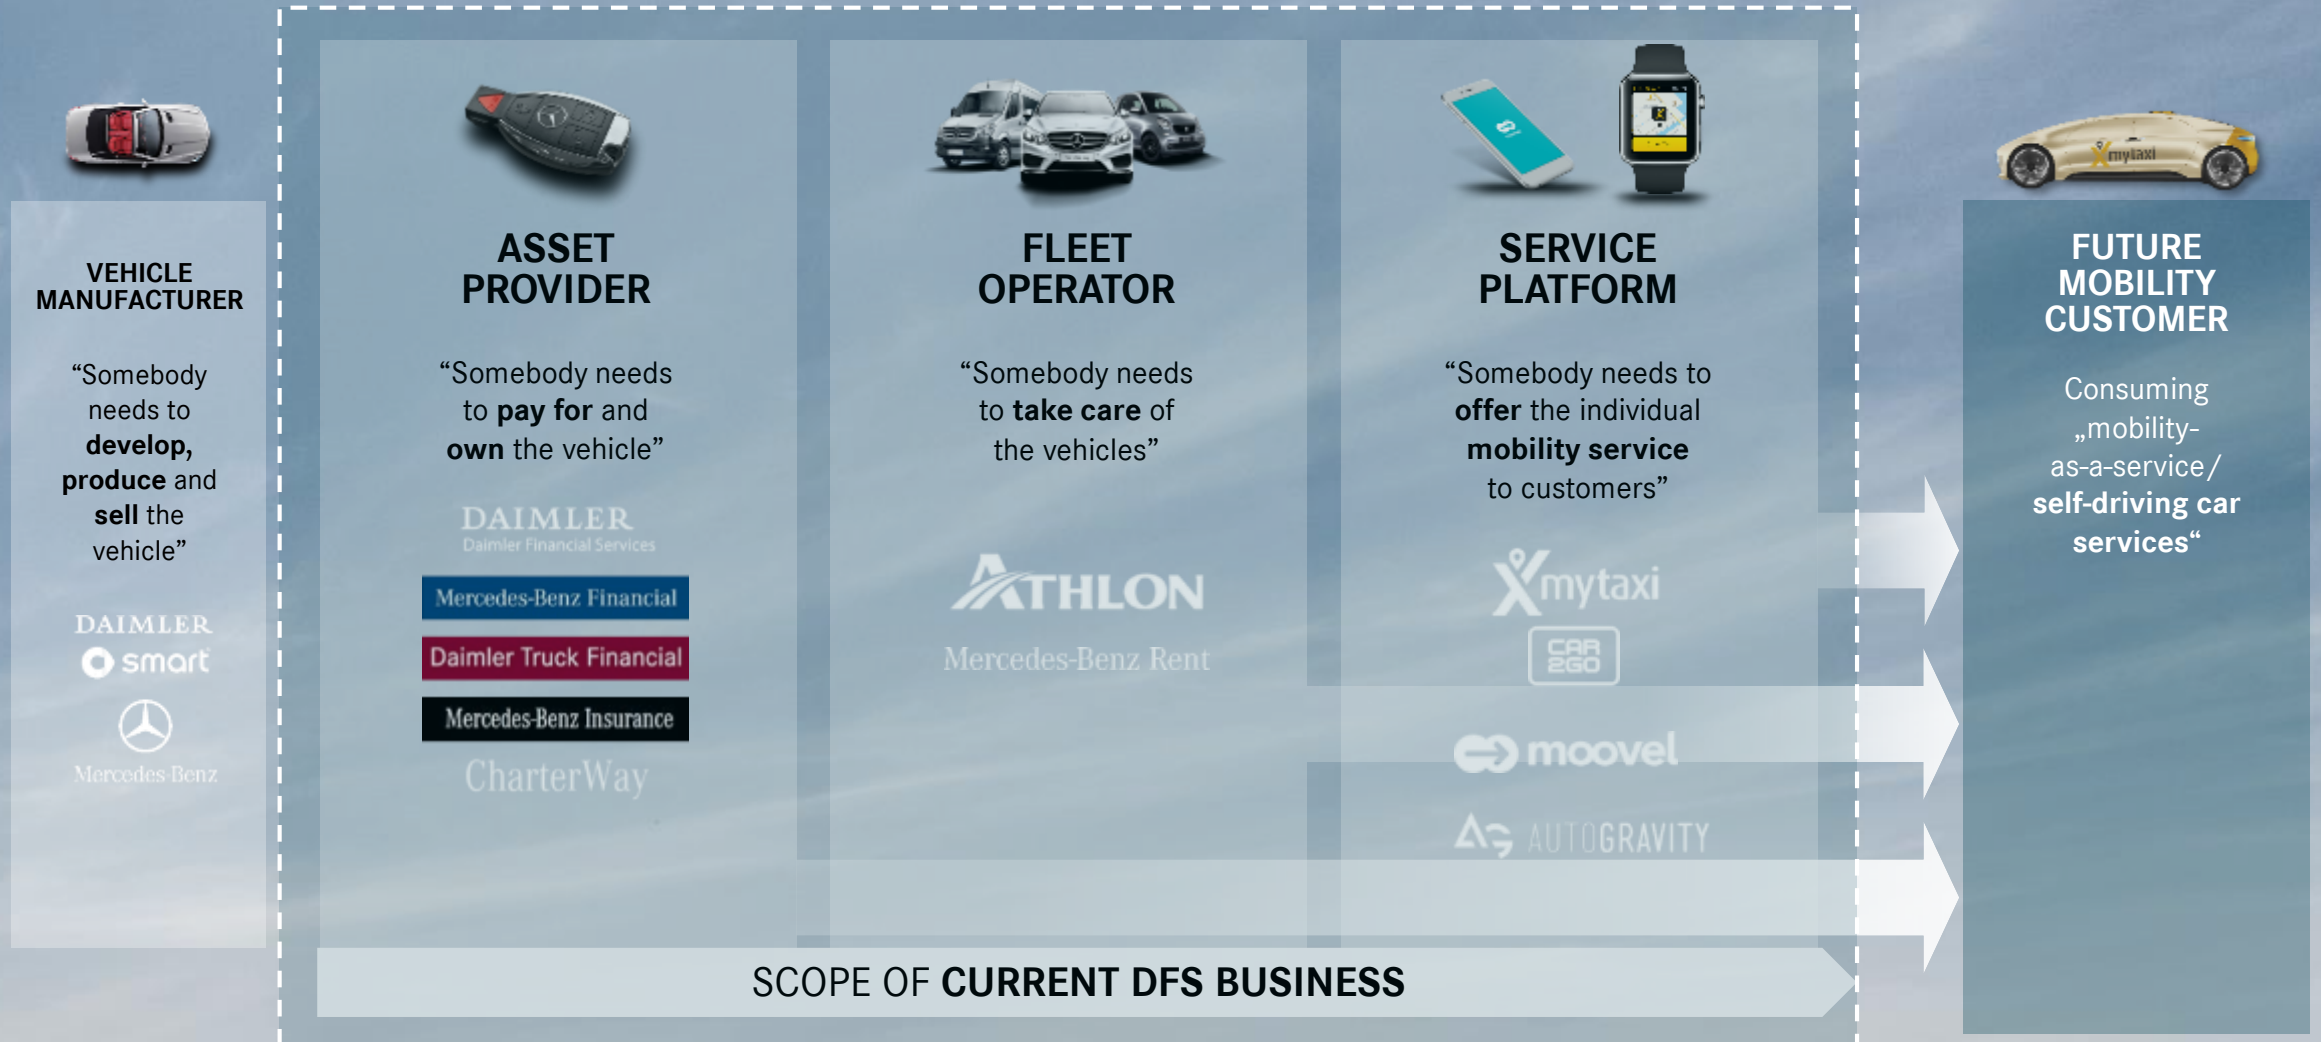 VEHICLE
MANUFACTURER
“Somebody
needs to
develop,
produce and
sell the
vehicle”
DAIMLER
smart
Mercedes-Benz
ASSET
PROVIDER
“Somebody needs
to pay for and
own the vehicle”
DAIMLER
Daimler Financial Services
Mercedes-Benz Financial
Daimler Truck Financial
Mercedes-Benz Insurance
CharterWay
FLEET
OPERATOR
“Somebody needs
to take care of
the vehicles”
ATHLON
Mercedes-Benz Rent
SERVICE
PLATFORM
“Somebody needs to
offer the individual
mobility service
to customers”
mytaxi
CAR
2GO
moovel
AUTOGRAVITY
mytaxi
FUTURE
MOBILITY
CUSTOMER
Consuming
„mobility-
as-a-service/
self-driving car
services“
SCOPE OF CURRENT DFS BUSINESS